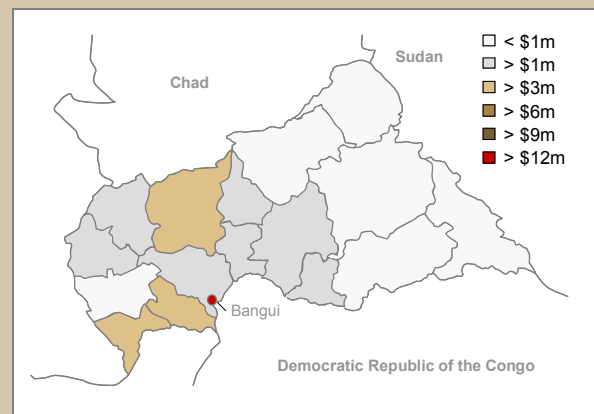 Chad
Sudan
< $1m
> $1m
> $3m
> $6m
> $9m
> $12m
Bangui
Democratic Republic of the Congo